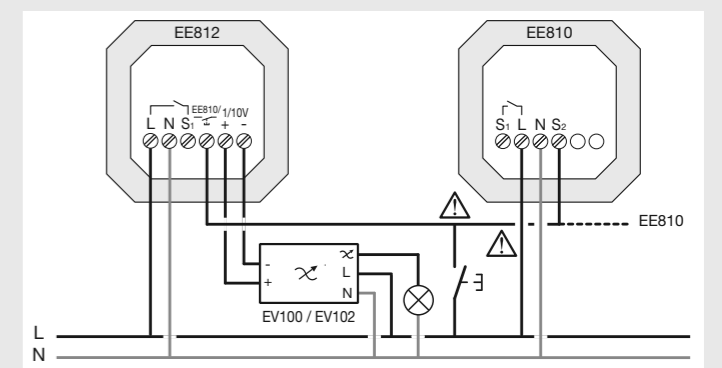 EE812
EE810
EE810/ 1/10V
L N S1 + -
S1 L N S2
EE810
- L
+ N
EV100 / EV102
L
N